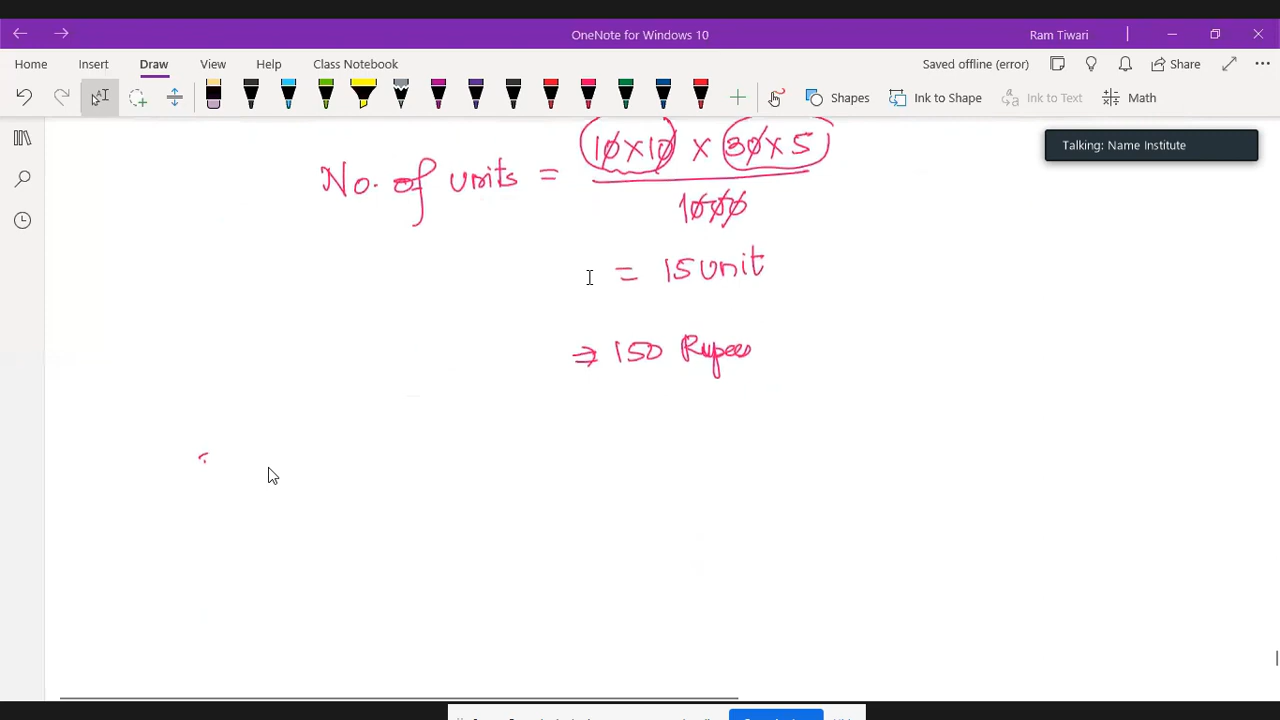 OneNote for Windows 10
Ram Tiwari
Home Insert Draw View Help Class Notebook
Saved offline (error) Share
Shapes Ink to Shape Ink to Text Math
Talking: Name Institute
10 x 10 x 30 x 5
No. of units =
1000
= 15 unit
⇒ 150 Rupees